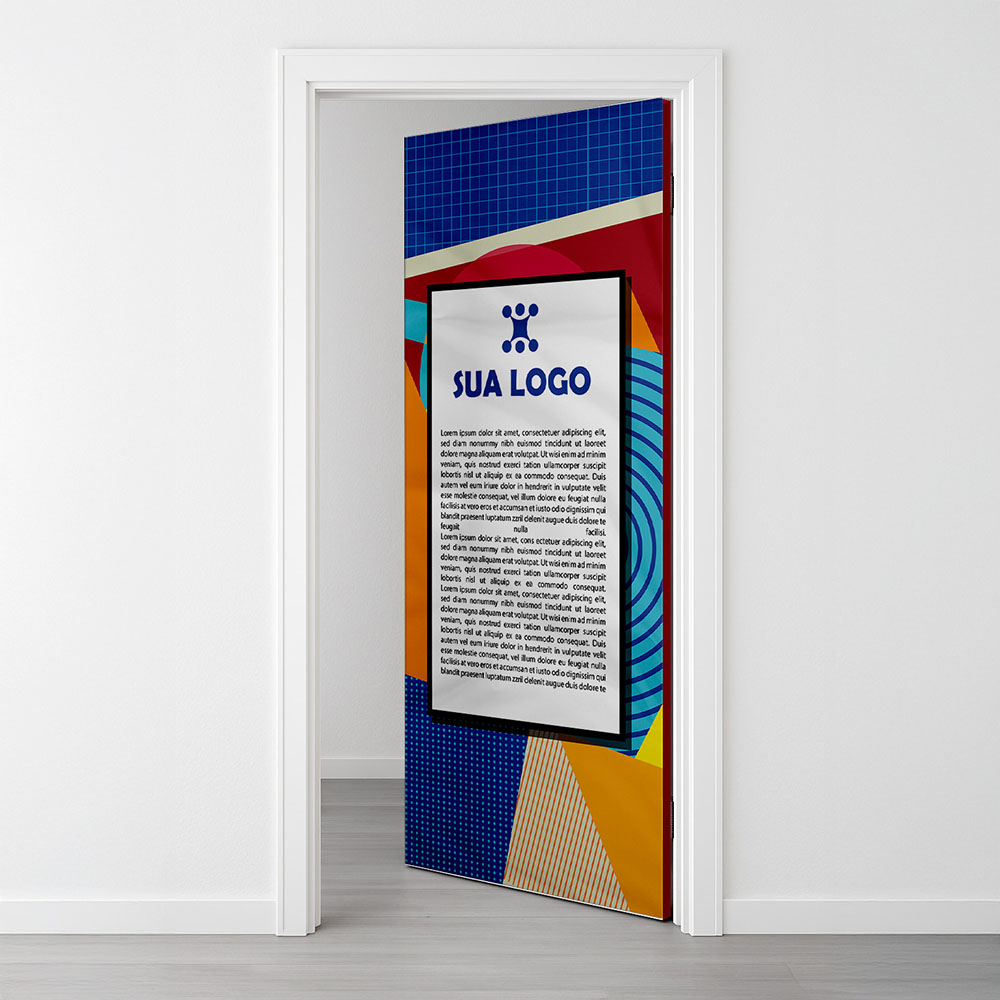 SUA LOGO
Lorem ipsum dolor sit amet, consectetuer adipiscing elit,
sed diam nonummy nibh euismod tincidunt ut laoreet
dolore magna aliquam erat volutpat. Ut wisi enim ad minim
veniam, quis nostrud exerci tation ullamcorper suscipit
lobortis nisl ut aliquip ex ea commodo consequat. Duis
autem vel eum iriure dolor in hendrerit in vulputate velit
esse molestie consequat, vel illum dolore eu feugiat nulla
facilisis at vero eros et accumsan et iusto odio dignissim qui
blandit praesent luptatum zzril delenit augue duis dolore te
feugait nulla facilisi.
Lorem ipsum dolor sit amet, cons ectetuer adipiscing elit,
sed diam nonummy nibh euismod tincidunt ut laoreet
dolore magna aliquam erat volutpat. Ut wisi enim ad minim
veniam, quis nostrud exerci tation ullamcorper suscipit
lobortis nisl ut aliquip ex ea commodo consequat.
Lorem ipsum dolor sit amet, consectetuer adipiscing elit,
sed diam nonummy nibh euismod tincidunt ut laoreet
dolore magna aliquam erat volutpat. Ut wisi enim ad minim
veniam, quis nostrud exerci tation ullamcorper suscipit
lobortis nisl ut aliquip ex ea commodo consequat. Duis
autem vel eum iriure dolor in hendrerit in vulputate velit
esse molestie consequat, vel illum dolore eu feugiat nulla
facilisis at vero eros et accumsan et iusto odio dignissim qui
blandit praesent luptatum zzril delenit augue duis dolore te